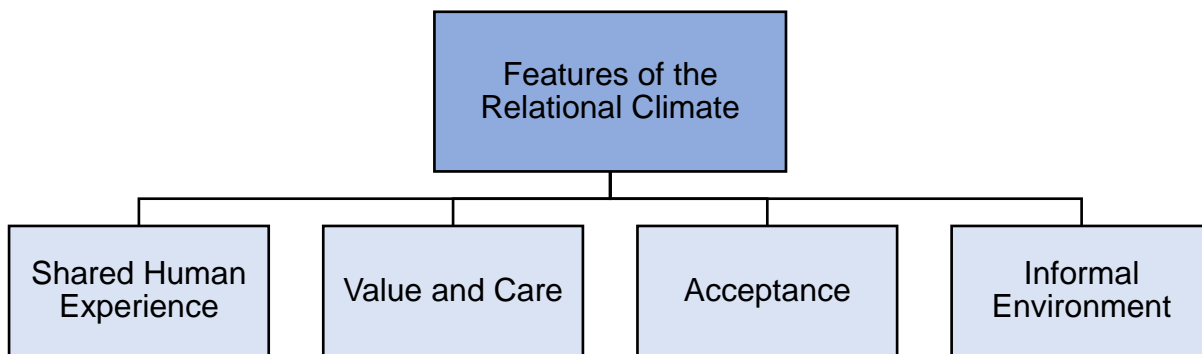 Features of the
Relational Climate
Shared Human
Experience
Value and Care
Acceptance
Informal
Environment